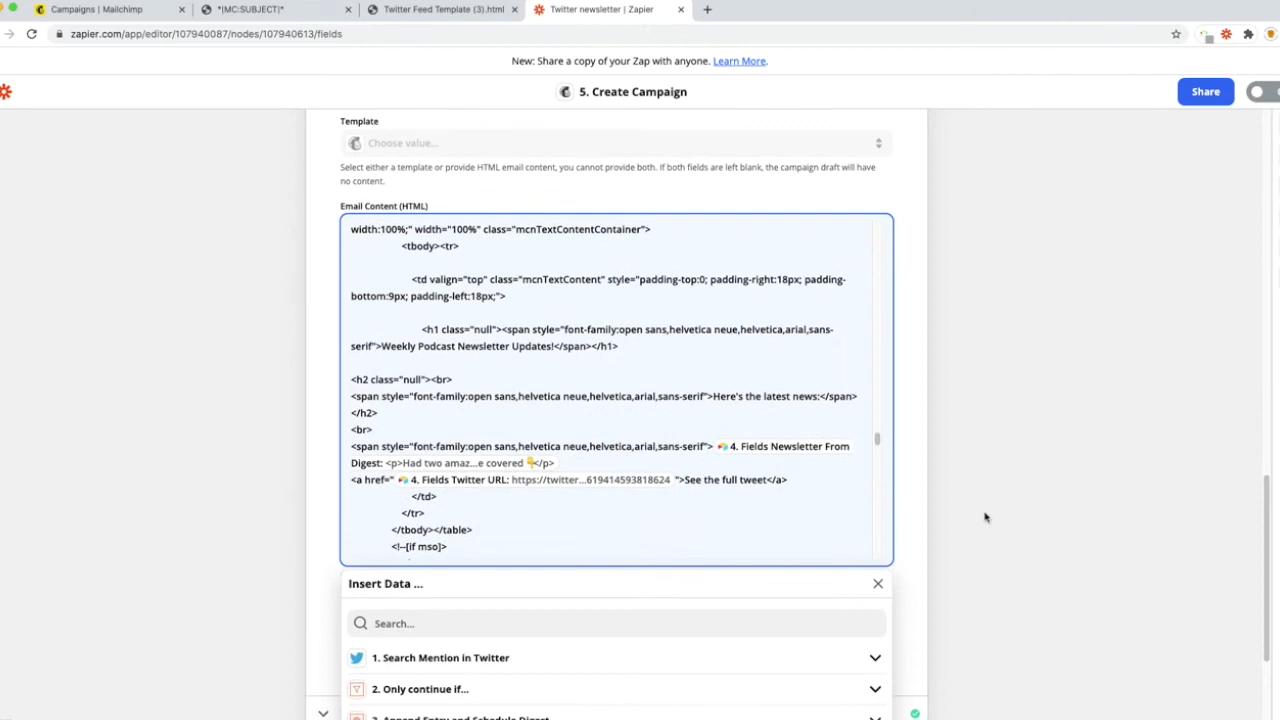 Campaigns | Mailchimp
*|MC:SUBJECT|*
Twitter Feed Template (3).html
Twitter newsletter | Zapier
zapier.com/app/editor/107940087/nodes/107940613/fields
New: Share a copy of your Zap with anyone. Learn More.
5. Create Campaign
Share
Template
Choose value...
Select either a template or provide HTML email content, you cannot provide both. If both fields are left blank, the campaign draft will have
no content.
Email Content (HTML)
width:100%;" width="100%" class="mcnTextContentContainer">
<tbody><tr>
<td valign="top" class="mcnTextContent" style="padding-top:0; padding-right:18px; padding-
bottom:9px; padding-left:18px;">
<h1 class="null"><span style="font-family:open sans,helvetica neue,helvetica,arial,sans-
serif">Weekly Podcast Newsletter Updates!</span></h1>
<h2 class="null"><br>
<span style="font-family:open sans,helvetica neue,helvetica,arial,sans-serif">Here's the latest news:</span>
</h2>
<br>
<span style="font-family:open sans,helvetica neue,helvetica,arial,sans-serif"> 4. Fields Newsletter From
Digest: <p>Had two amaz...e covered 👇</p>
<a href=" 4. Fields Twitter URL: https://twitter...619414593818624 ">See the full tweet</a>
</td>
</tr>
</tbody></table>
<!--[if mso]>
Insert Data ...
Search...
1. Search Mention in Twitter
2. Only continue if...
3. Append Entry and Schedule Digest